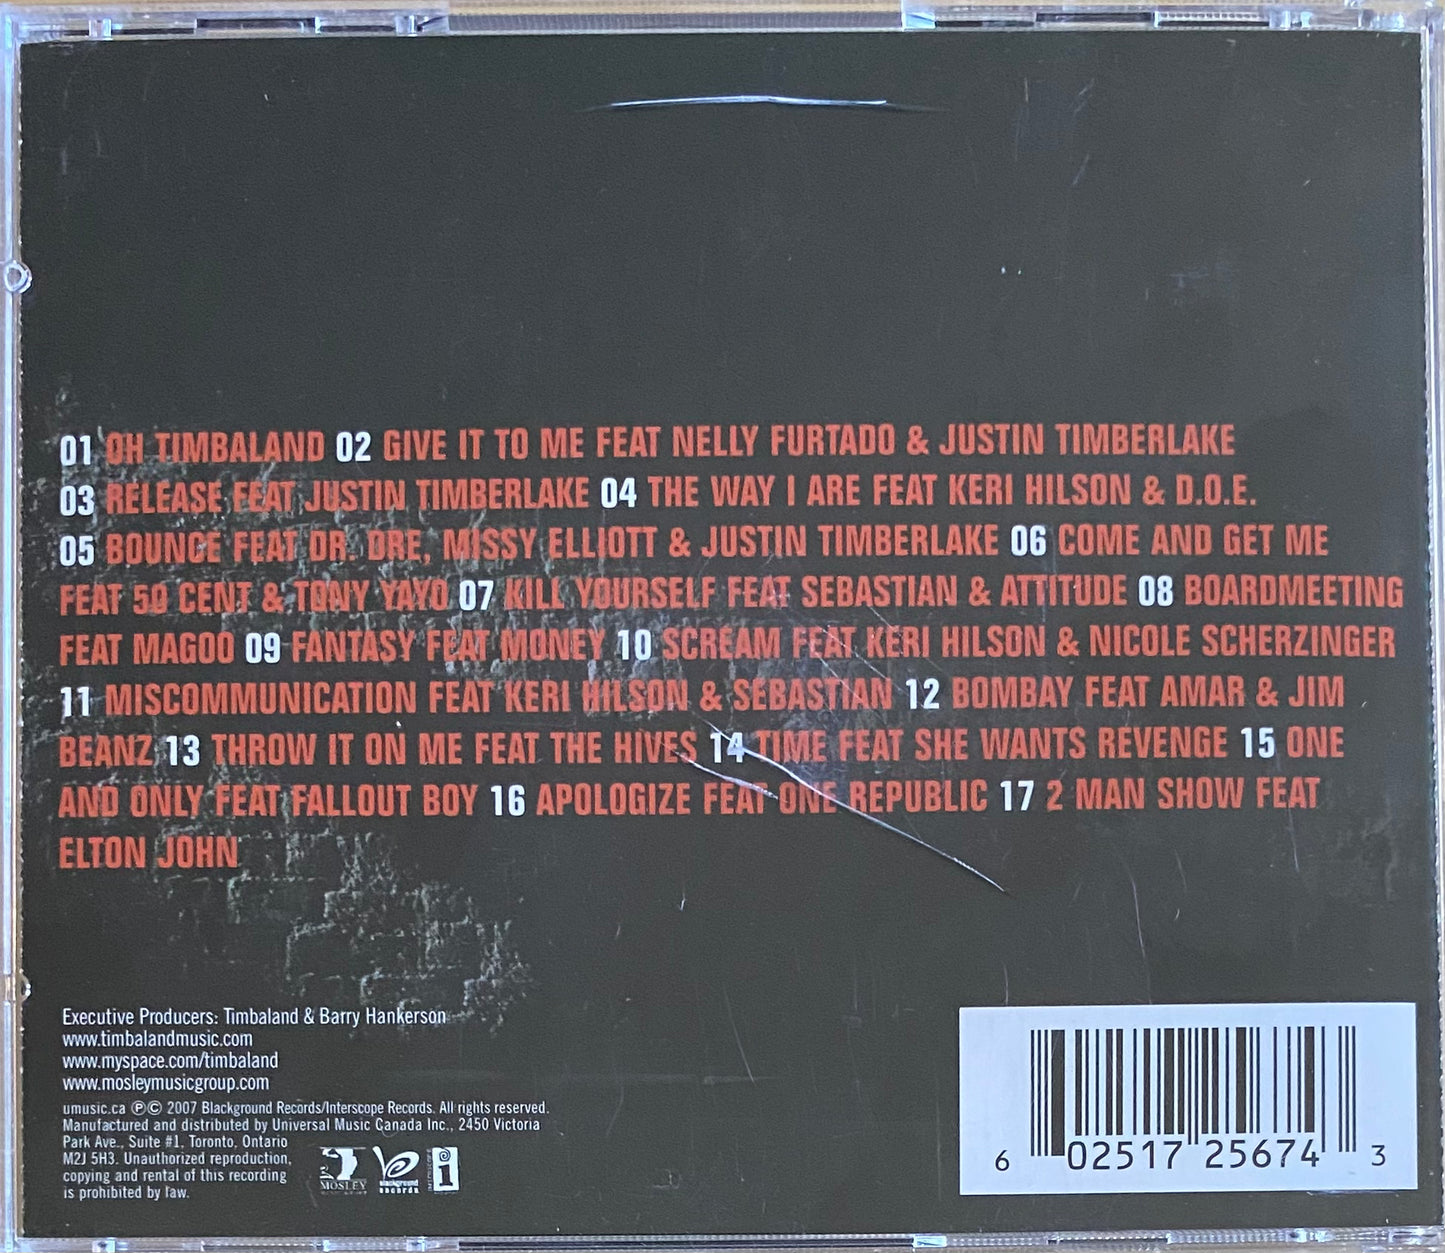 01 OH TIMBALAND 02 GIVE IT TO ME FEAT NELLY FURTADO & JUSTIN TIMBERLAKE
03 RELEASE FEAT JUSTIN TIMBERLAKE 04 THE WAY I ARE FEAT KERI HILSON & D.O.E.
05 BOUNCE FEAT DR. DRE, MISSY ELLIOTT & JUSTIN TIMBERLAKE 06 COME AND GET ME
FEAT 50 CENT & TONY YAYO 07 KILL YOURSELF FEAT SEBASTIAN & ATTITUDE 08 BOARDMEETING
FEAT MAGOO 09 FANTASY FEAT MONEY 10 SCREAM FEAT KERI HILSON & NICOLE SCHERZINGER
11 MISCOMMUNICATION FEAT KERI HILSON & SEBASTIAN 12 BOMBAY FEAT AMAR & JIM
BEANZ 13 THROW IT ON ME FEAT THE HIVES 14 TIME FEAT SHE WANTS REVENGE 15 ONE
AND ONLY FEAT FALLOUT BOY 16 APOLOGIZE FEAT ONE REPUBLIC 17 2 MAN SHOW FEAT
ELTON JOHN
Executive Producers: Timbaland & Barry Hankerson
www.timbalandmusic.com
www.myspace.com/timbaland
www.mosleymusicgroup.com
umusic.ca ℗© 2007 Blackground Records/Interscope Records. All rights reserved.
Manufactured and distributed by Universal Music Canada Inc., 2450 Victoria
Park Ave., Suite #1, Toronto, Ontario
M2J 5H3. Unauthorized reproduction,
copying and rental of this recording
is prohibited by law.
MOSLEY
blackground
records
i
6 02517 25674 3